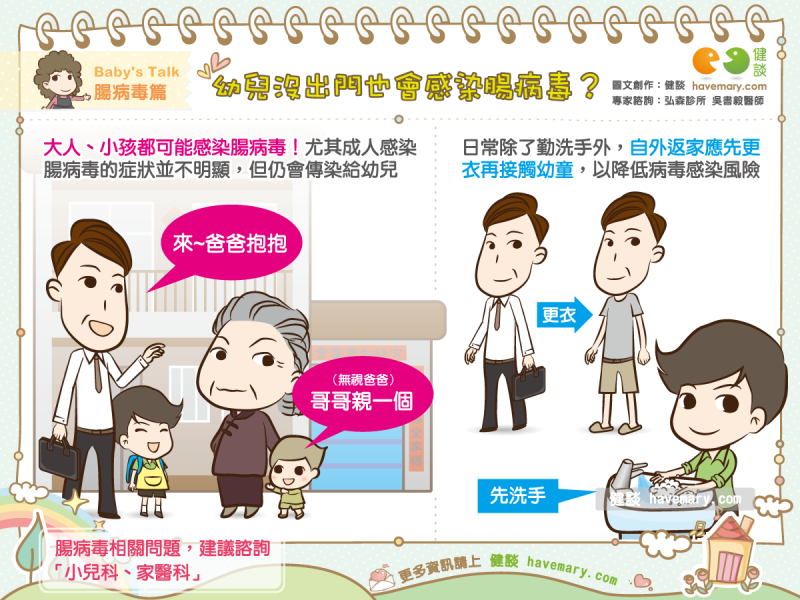 Baby's Talk
腸病毒篇
幼兒沒出門也會感染腸病毒？
健談
圖文創作：健談 havemary.com
專家諮詢：弘森診所 吳書毅醫師
大人、小孩都可能感染腸病毒！尤其成人感染
腸病毒的症狀並不明顯，但仍會傳染給幼兒
來~爸爸抱抱
（無視爸爸）
哥哥親一個
日常除了勤洗手外，自外返家應先更
衣再接觸幼童，以降低病毒感染風險
更衣
先洗手
健談 havemary.com
腸病毒相關問題，建議諮詢
「小兒科、家醫科」
更多資訊請上 健談 havemary.com